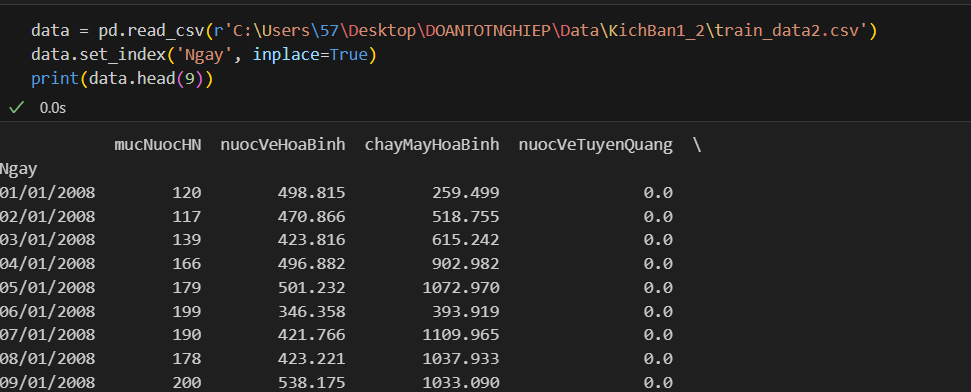 data = pd.read_csv(r'C:\Users\57\Desktop\DOANTOTNGHIEP\Data\KichBan1_2\train_data2.csv')
data.set_index('Ngay', inplace=True)
print(data.head(9))
0.0s
mucNuocHN nuocVeHoaBinh chayMayHoaBinh nuocVeTuyenQuang \
Ngay
01/01/2008 120 498.815 259.499 0.0
02/01/2008 117 470.866 518.755 0.0
03/01/2008 139 423.816 615.242 0.0
04/01/2008 166 496.882 902.982 0.0
05/01/2008 179 501.232 1072.970 0.0
06/01/2008 199 346.358 393.919 0.0
07/01/2008 190 421.766 1109.965 0.0
08/01/2008 178 423.221 1037.933 0.0
09/01/2008 200 538.175 1033.090 0.0